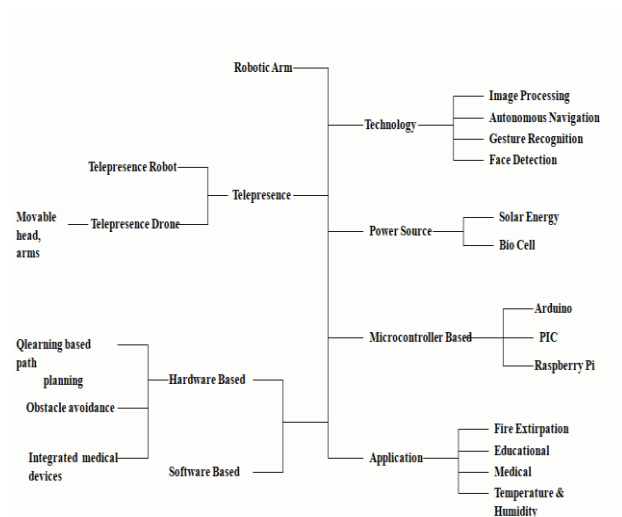 Robotic Arm
Image Processing
Technology
Autonomous Navigation
Gesture Recognition
Face Detection
Telepresence Robot
Telepresence
Movable
head,
arms
Telepresence Drone
Power Source
Solar Energy
Bio Cell
Arduino
Microcontroller Based
PIC
Raspberry Pi
Qlearning based
path
planning
Hardware Based
Obstacle avoidance
Integrated medical
devices
Software Based
Application
Fire Extirpation
Educational
Medical
Temperature &
Humidity